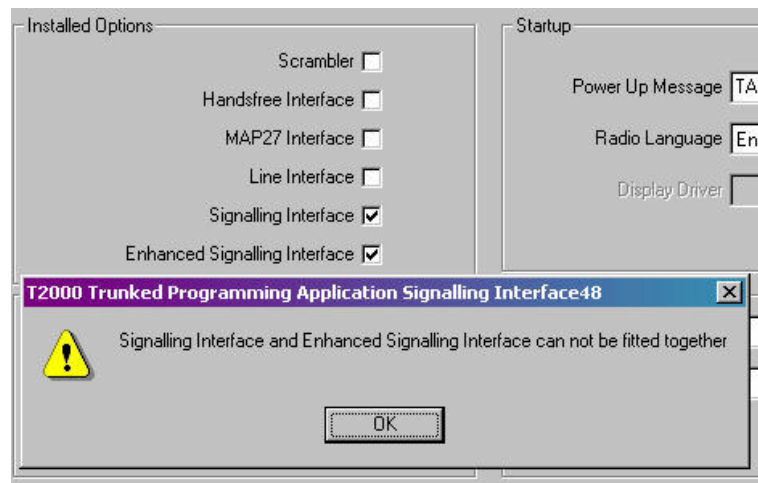 Installed Options
Scrambler
Handsfree Interface
MAP27 Interface
Line Interface
Signalling Interface
Enhanced Signalling Interface
Startup
Power Up Message TA
Radio Language En
Display Driver
T2000 Trunked Programming Application Signalling Interface48
Signalling Interface and Enhanced Signalling Interface can not be fitted together
OK